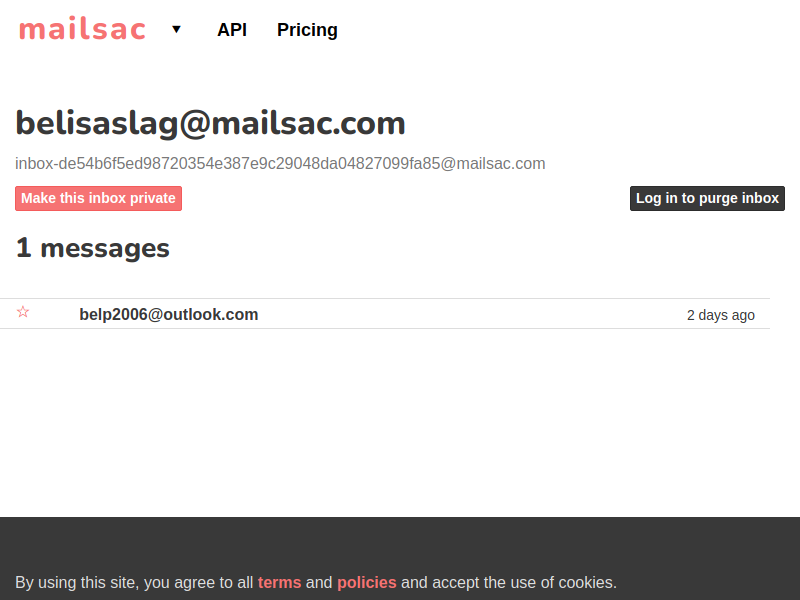 mailsac ▼ API Pricing
belisaslag@mailsac.com
inbox-de54b6f5ed98720354e387e9c29048da04827099fa85@mailsac.com
Make this inbox private Log in to purge inbox
1 messages
☆ belp2006@outlook.com 2 days ago
By using this site, you agree to all terms and policies and accept the use of cookies.